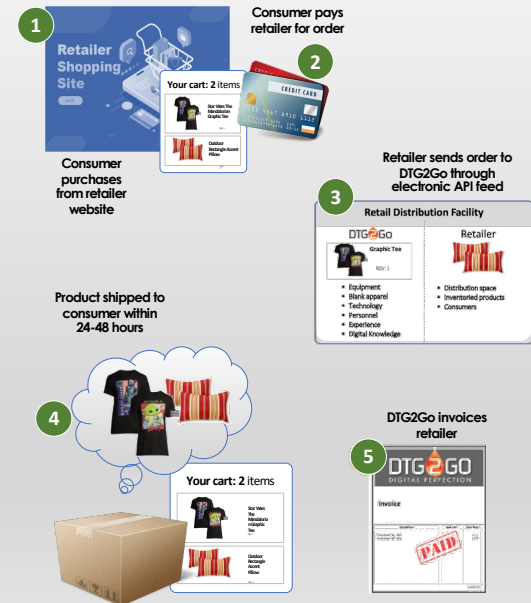 1
Retailer
Shopping
Site
Your cart: 2 items
Star Wars The
Mandalorian
Graphic Tee
Outdoor
Rectangle Accent
Pillow
Consumer
purchases
from retailer
website
Consumer pays
retailer for order
2
CREDIT CARD
Retailer sends order to
DTG2Go through
electronic API feed
3
Retail Distribution Facility
DTG2Go
Graphic Tee
• Equipment
• Blank apparel
• Technology
• Personnel
• Experience
• Digital Knowledge
Retailer
• Distribution space
• Inventoried products
• Consumers
Product shipped to
consumer within
24-48 hours
4
Your cart: 2 items
Star Wars
The
Mandaloria
n Graphic
Tee
Outdoor
Rectangle
Accent
Pillow
DTG2Go invoices
retailer
5
DTG2GO
DIGITAL PERFECTION
Invoice
PAID